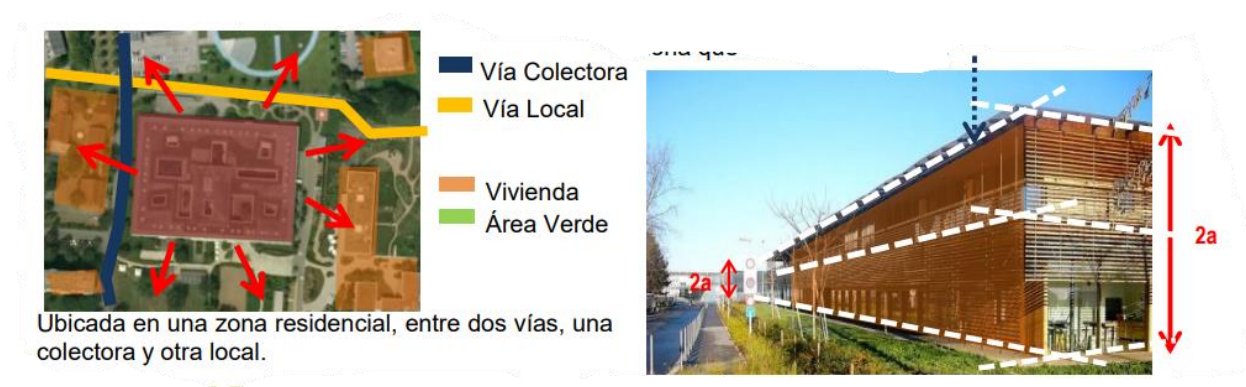 Vía Colectora
Vía Local
Vivienda
Área Verde
Ubicada en una zona residencial, entre dos vías, una
colectora y otra local.
que
2a
2a